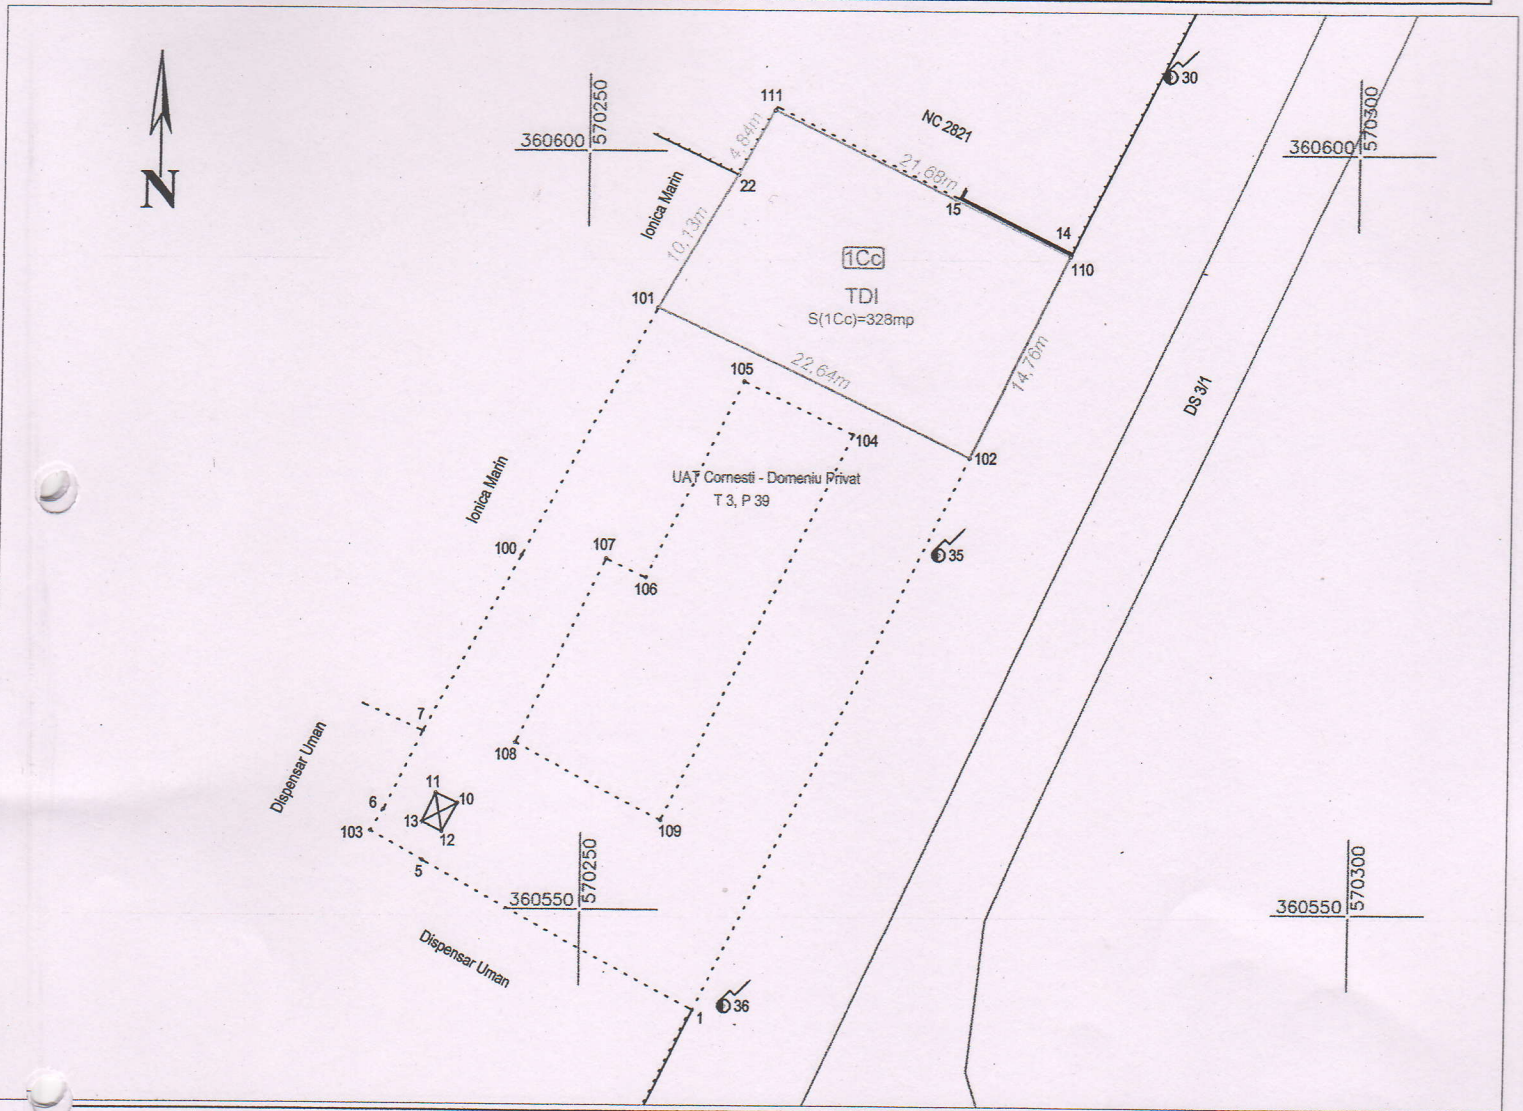 30
111
NC 2821
570250
360600
570300
360600
4,84m
21,68m
22
15
Ionica Marin
10,13m
14
110
N
1Cc
TDI
S(1Cc)=328mp
101
22,64m
14,76m
105
DS 3/1
104
102
UAT Cornesti - Domeniu Privat
T 3, P 39
Ionica Marin
100
107
35
106
7
108
Dispensar Uman
11
10
6
13
103
12
109
5
570250
360550
570300
360550
Dispensar Uman
36
1